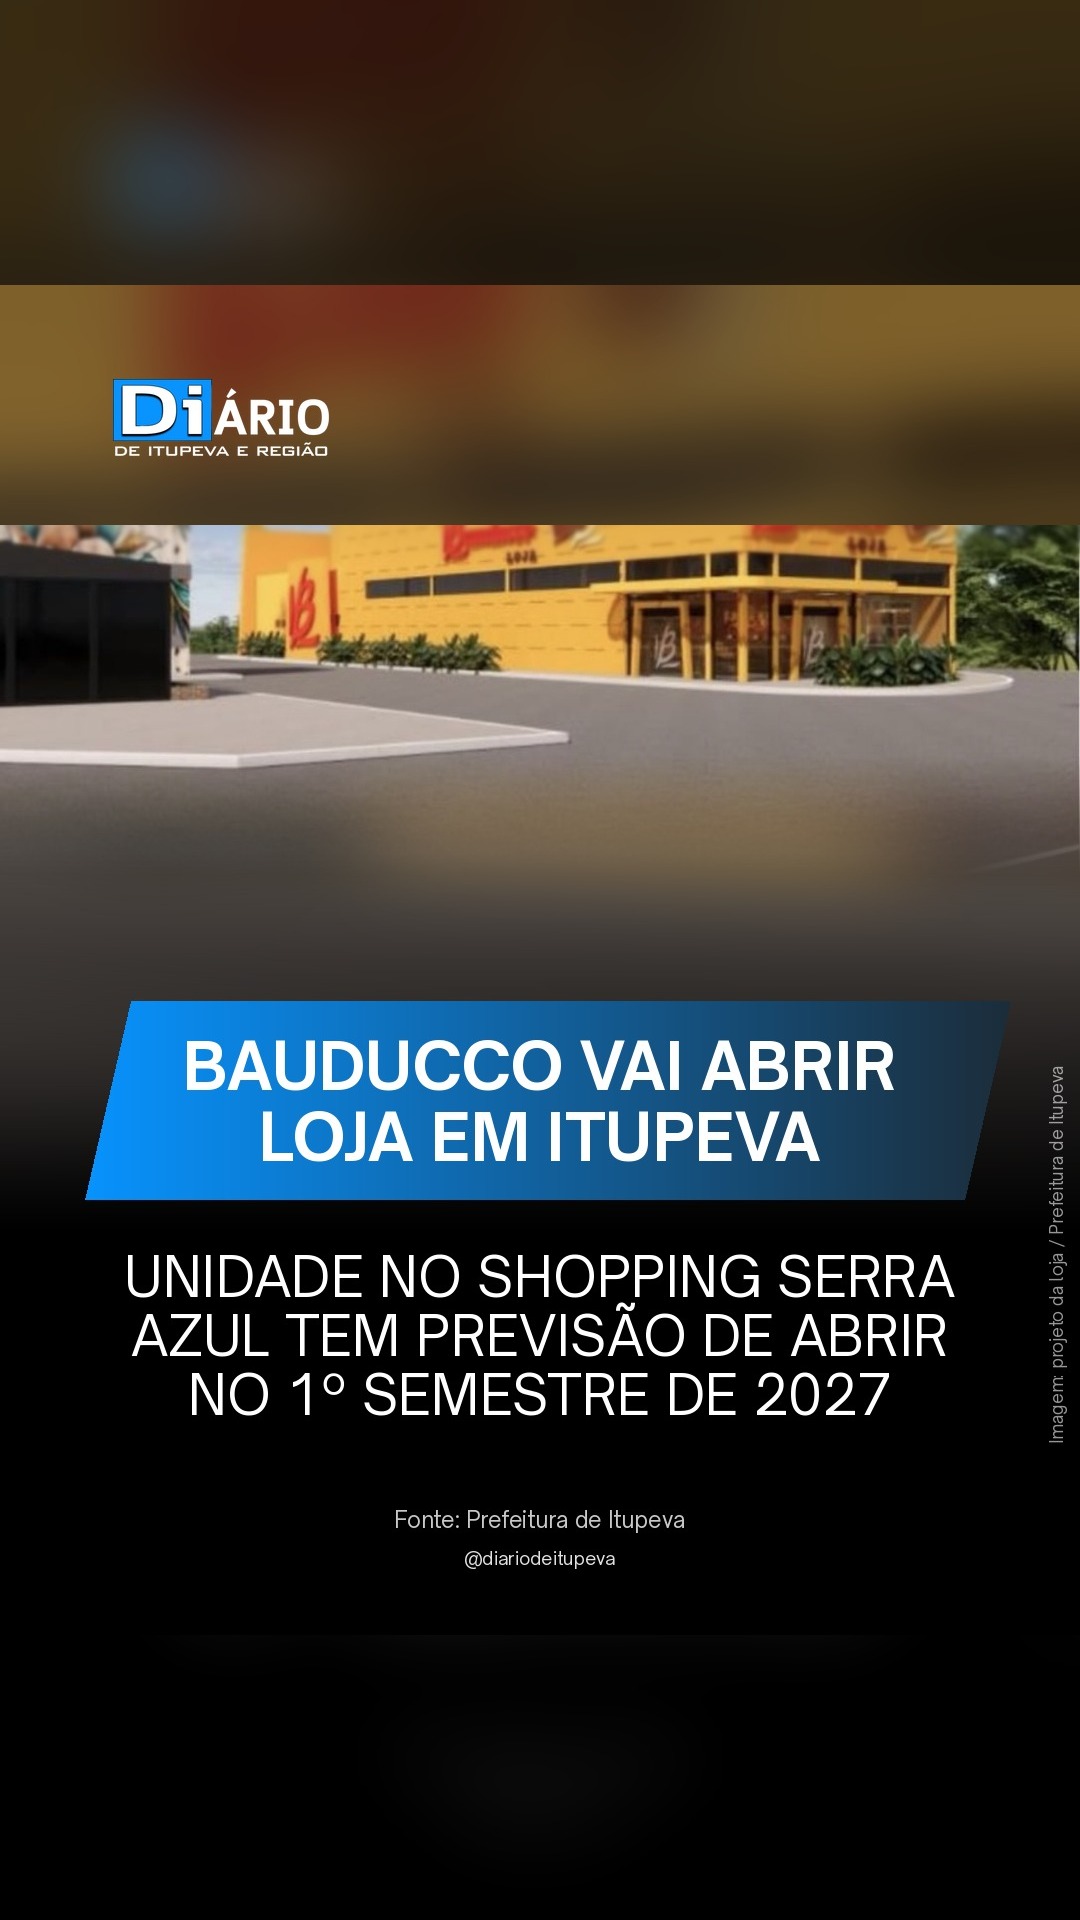 DiÁRIO
DE ITUPEVA E REGIÃO
LOJA
LOJA
B
BAUDUCCO VAI ABRIR
LOJA EM ITUPEVA
UNIDADE NO SHOPPING SERRA
AZUL TEM PREVISÃO DE ABRIR
NO 1º SEMESTRE DE 2027
Imagem: projeto da loja / Prefeitura de Itupeva
Fonte: Prefeitura de Itupeva
@diariodeitupeva